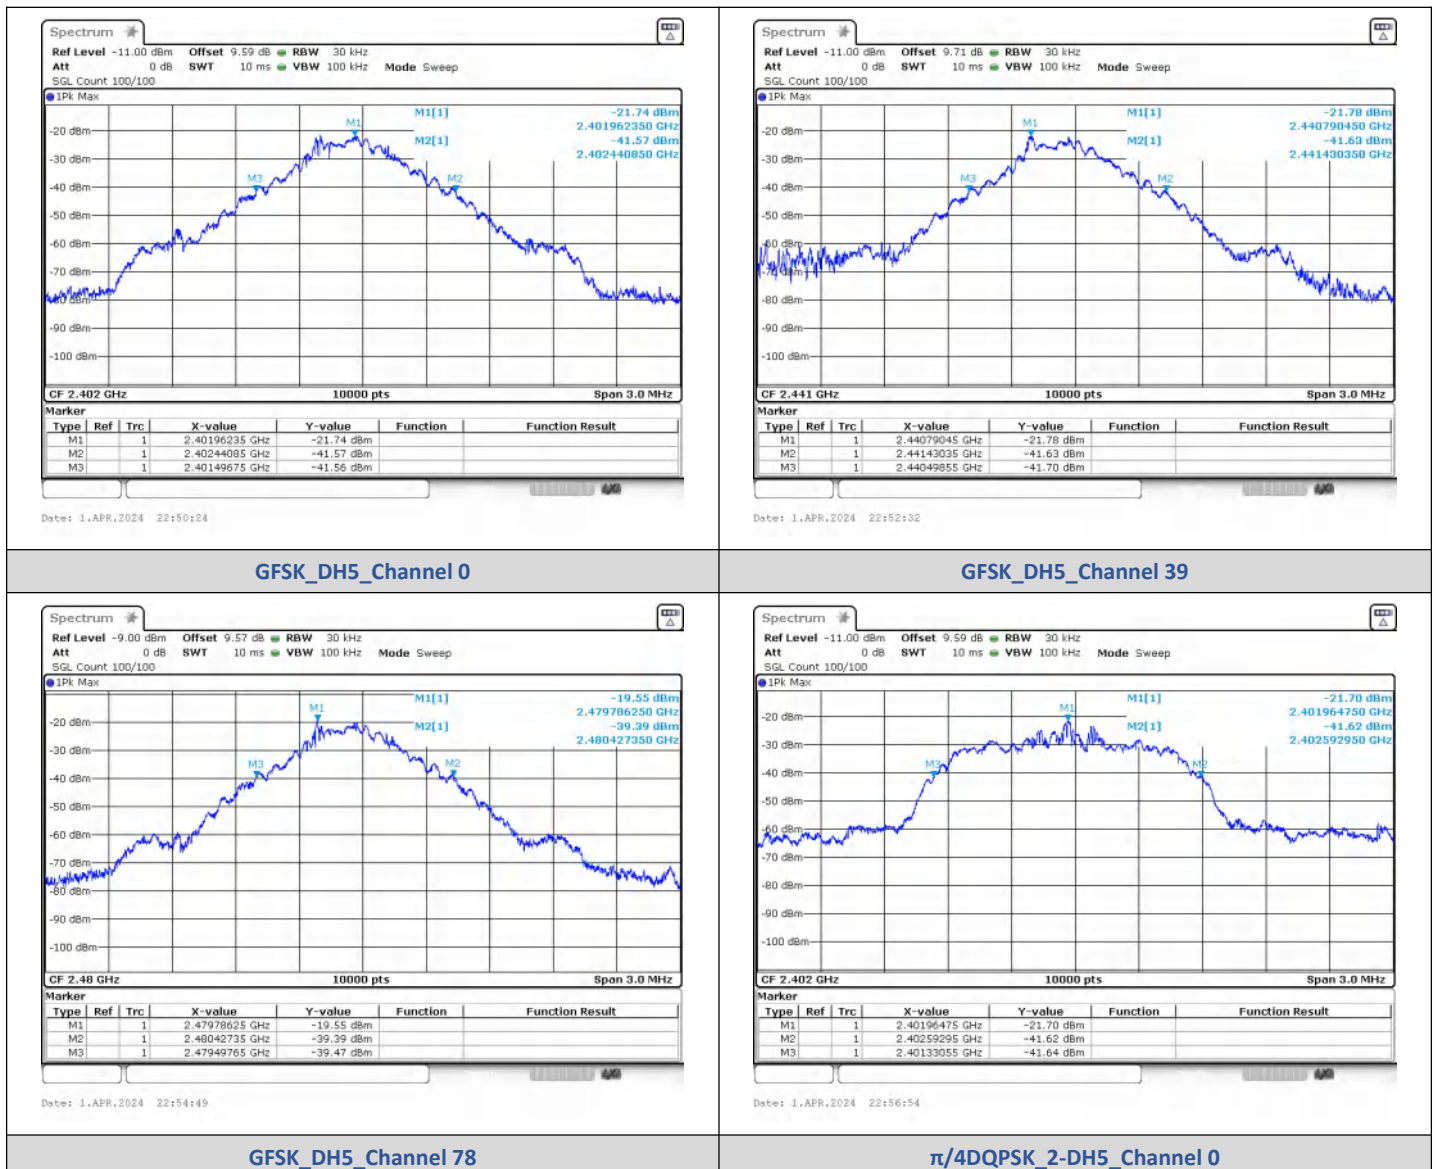 Spectrum
Ref Level -11.00 dBm Offset 9.59 dB RBW 30 kHz
Att 0 dB SWT 10 ms VBW 100 kHz Mode Sweep
SGL Count 100/100
1Pk Max
M1[1] -21.74 dBm
2.401962350 GHz
M2[1] -41.57 dBm
2.402440850 GHz
M1
M3
M2
-20 dBm
-30 dBm
-40 dBm
-50 dBm
-60 dBm
-70 dBm
-80 dBm
-90 dBm
-100 dBm
CF 2.402 GHz 10000 pts Span 3.0 MHz
Marker
Type Ref Trc X-value Y-value Function Function Result
M1 1 2.40196235 GHz -21.74 dBm
M2 1 2.40244085 GHz -41.57 dBm
M3 1 2.40149675 GHz -41.56 dBm
Date: 1.APR.2024 22:50:24
GFSK_DH5_Channel 0
Spectrum
Ref Level -11.00 dBm Offset 9.71 dB RBW 30 kHz
Att 0 dB SWT 10 ms VBW 100 kHz Mode Sweep
SGL Count 100/100
1Pk Max
M1[1] -21.78 dBm
2.440790450 GHz
M2[1] -41.63 dBm
2.441430350 GHz
M1
M3
M2
-20 dBm
-30 dBm
-40 dBm
-50 dBm
-60 dBm
-70 dBm
-80 dBm
-90 dBm
-100 dBm
CF 2.441 GHz 10000 pts Span 3.0 MHz
Marker
Type Ref Trc X-value Y-value Function Function Result
M1 1 2.44079045 GHz -21.78 dBm
M2 1 2.44143035 GHz -41.63 dBm
M3 1 2.44049855 GHz -41.70 dBm
Date: 1.APR.2024 22:52:32
GFSK_DH5_Channel 39
Spectrum
Ref Level -9.00 dBm Offset 9.57 dB RBW 30 kHz
Att 0 dB SWT 10 ms VBW 100 kHz Mode Sweep
SGL Count 100/100
1Pk Max
M1[1] -19.55 dBm
2.479786250 GHz
M2[1] -39.39 dBm
2.480427350 GHz
M1
M3
M2
-20 dBm
-30 dBm
-40 dBm
-50 dBm
-60 dBm
-70 dBm
-80 dBm
-90 dBm
-100 dBm
CF 2.48 GHz 10000 pts Span 3.0 MHz
Marker
Type Ref Trc X-value Y-value Function Function Result
M1 1 2.47978625 GHz -19.55 dBm
M2 1 2.48042735 GHz -39.39 dBm
M3 1 2.47949765 GHz -39.47 dBm
Date: 1.APR.2024 22:54:49
GFSK_DH5_Channel 78
Spectrum
Ref Level -11.00 dBm Offset 9.59 dB RBW 30 kHz
Att 0 dB SWT 10 ms VBW 100 kHz Mode Sweep
SGL Count 100/100
1Pk Max
M1[1] -21.70 dBm
2.401964750 GHz
M2[1] -41.62 dBm
2.402592950 GHz
M1
M3
M2
-20 dBm
-30 dBm
-40 dBm
-50 dBm
-60 dBm
-70 dBm
-80 dBm
-90 dBm
-100 dBm
CF 2.402 GHz 10000 pts Span 3.0 MHz
Marker
Type Ref Trc X-value Y-value Function Function Result
M1 1 2.40196475 GHz -21.70 dBm
M2 1 2.40259295 GHz -41.62 dBm
M3 1 2.40133055 GHz -41.64 dBm
Date: 1.APR.2024 22:56:54
π/4DQPSK_2-DH5_Channel 0